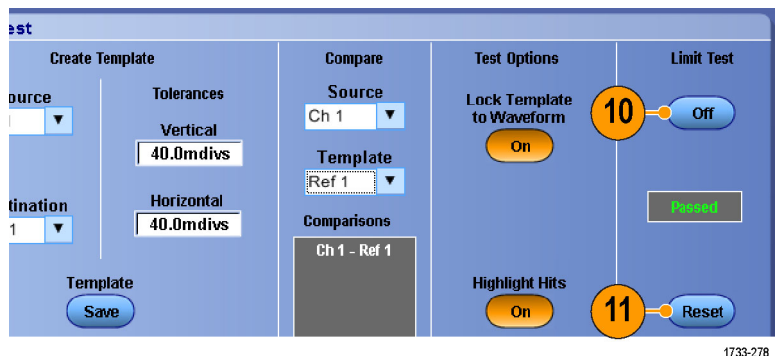 est
Create Template
Compare
Test Options
Limit Test
ource
Tolerances
Vertical
40.0mdivs
Horizontal
40.0mdivs
tination
1
Template
Save
Source
Ch 1
Template
Ref 1
Comparisons
Ch 1 - Ref 1
Lock Template
to Waveform
On
Highlight Hits
On
10
Off
Passed
11
Reset
1733-278